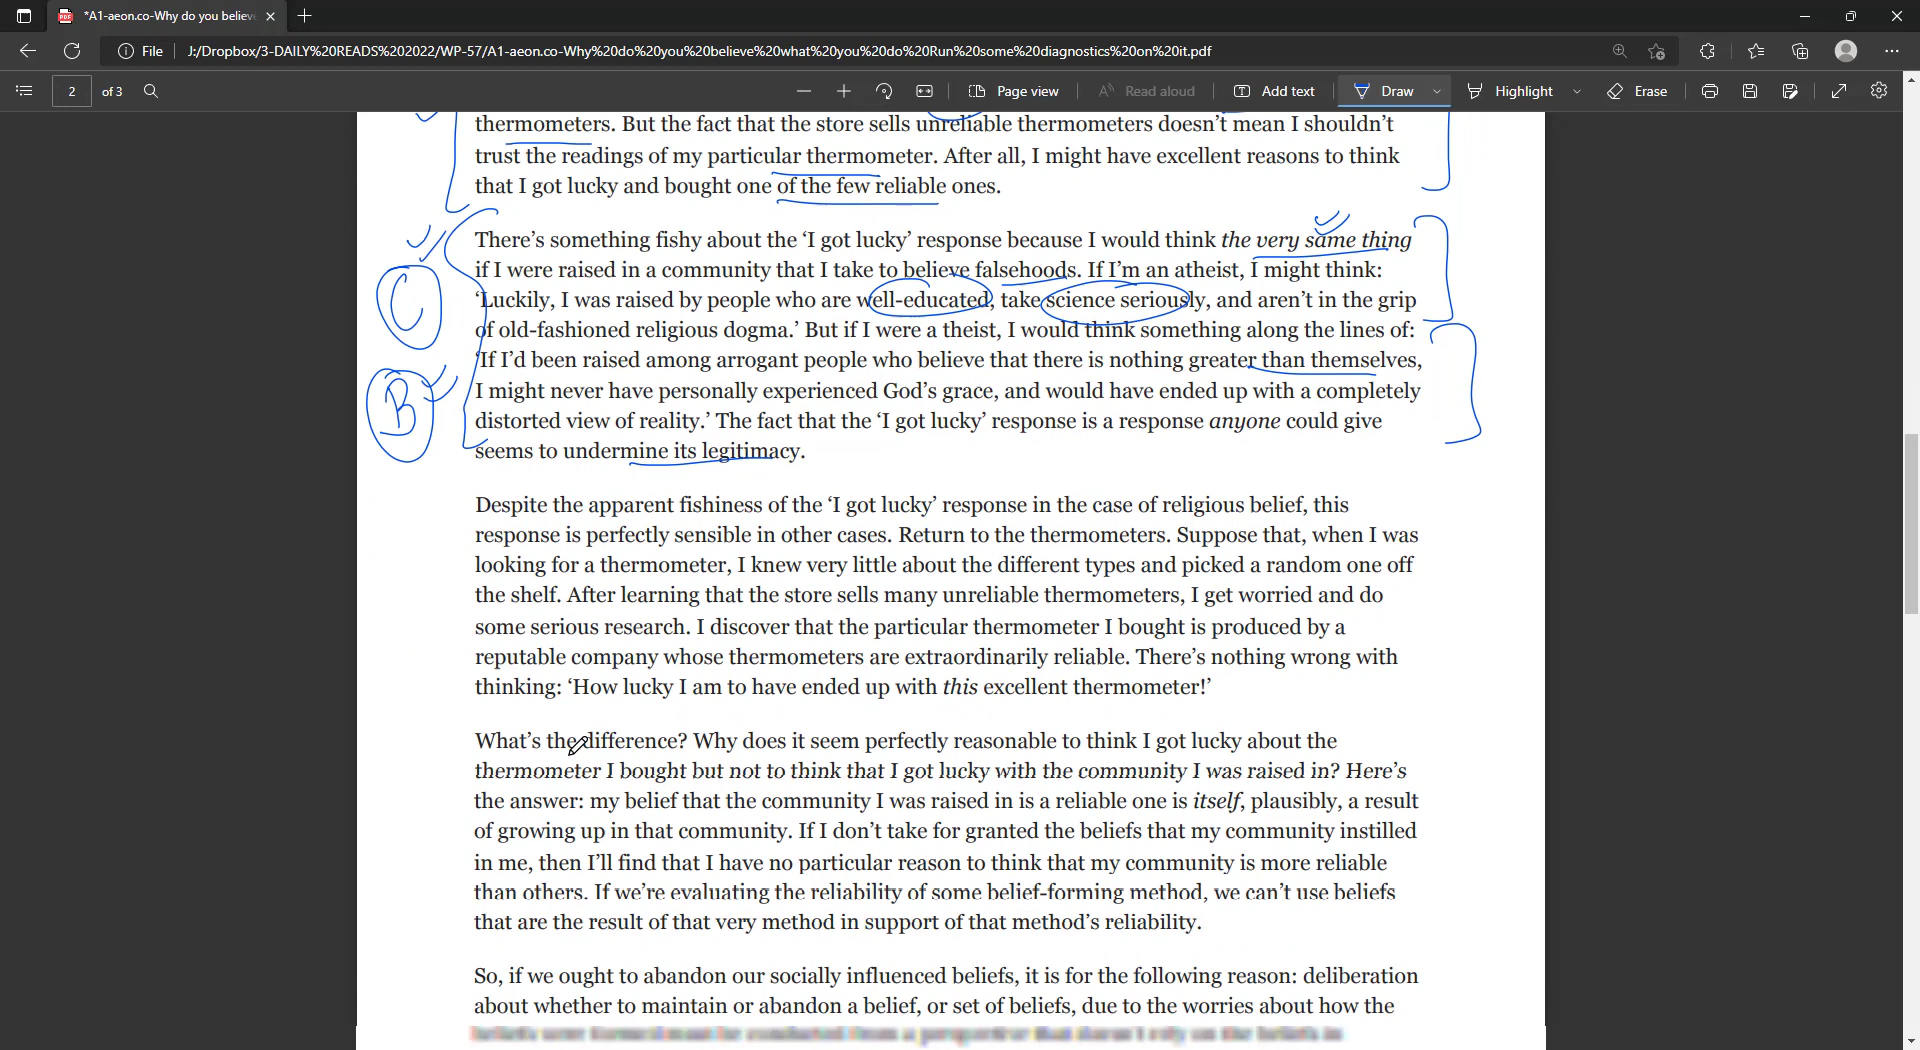 *A1-aeon.co-Why do you believ
File
J:/Dropbox/3-DAILY%20READS%202022/WP-57/A1-aeon.co-Why%20do%20you%20believe%20what%20you%20do%20Run%20some%20diagnostics%20on%20it.pdf
2 of 3
Page view
Read aloud
Add text
Draw
Highlight
Erase
thermometers. But the fact that the store sells unreliable thermometers doesn't mean I shouldn't
trust the readings of my particular thermometer. After all, I might have excellent reasons to think
that I got lucky and bought one of the few reliable ones.
There's something fishy about the 'I got lucky' response because I would think the very same thing
if I were raised in a community that I take to believe falsehoods. If I'm an atheist, I might think:
'Luckily, I was raised by people who are well-educated, take science seriously, and aren't in the grip
of old-fashioned religious dogma.' But if I were a theist, I would think something along the lines of:
'If I'd been raised among arrogant people who believe that there is nothing greater than themselves,
I might never have personally experienced God's grace, and would have ended up with a completely
distorted view of reality.' The fact that the 'I got lucky' response is a response anyone could give
seems to undermine its legitimacy.
C
B
Despite the apparent fishiness of the 'I got lucky' response in the case of religious belief, this
response is perfectly sensible in other cases. Return to the thermometers. Suppose that, when I was
looking for a thermometer, I knew very little about the different types and picked a random one off
the shelf. After learning that the store sells many unreliable thermometers, I get worried and do
some serious research. I discover that the particular thermometer I bought is produced by a
reputable company whose thermometers are extraordinarily reliable. There's nothing wrong with
thinking: 'How lucky I am to have ended up with this excellent thermometer!'
What's the difference? Why does it seem perfectly reasonable to think I got lucky about the
thermometer I bought but not to think that I got lucky with the community I was raised in? Here's
the answer: my belief that the community I was raised in is a reliable one is itself, plausibly, a result
of growing up in that community. If I don't take for granted the beliefs that my community instilled
in me, then I'll find that I have no particular reason to think that my community is more reliable
than others. If we're evaluating the reliability of some belief-forming method, we can't use beliefs
that are the result of that very method in support of that method's reliability.
So, if we ought to abandon our socially influenced beliefs, it is for the following reason: deliberation
about whether to maintain or abandon a belief, or set of beliefs, due to the worries about how the